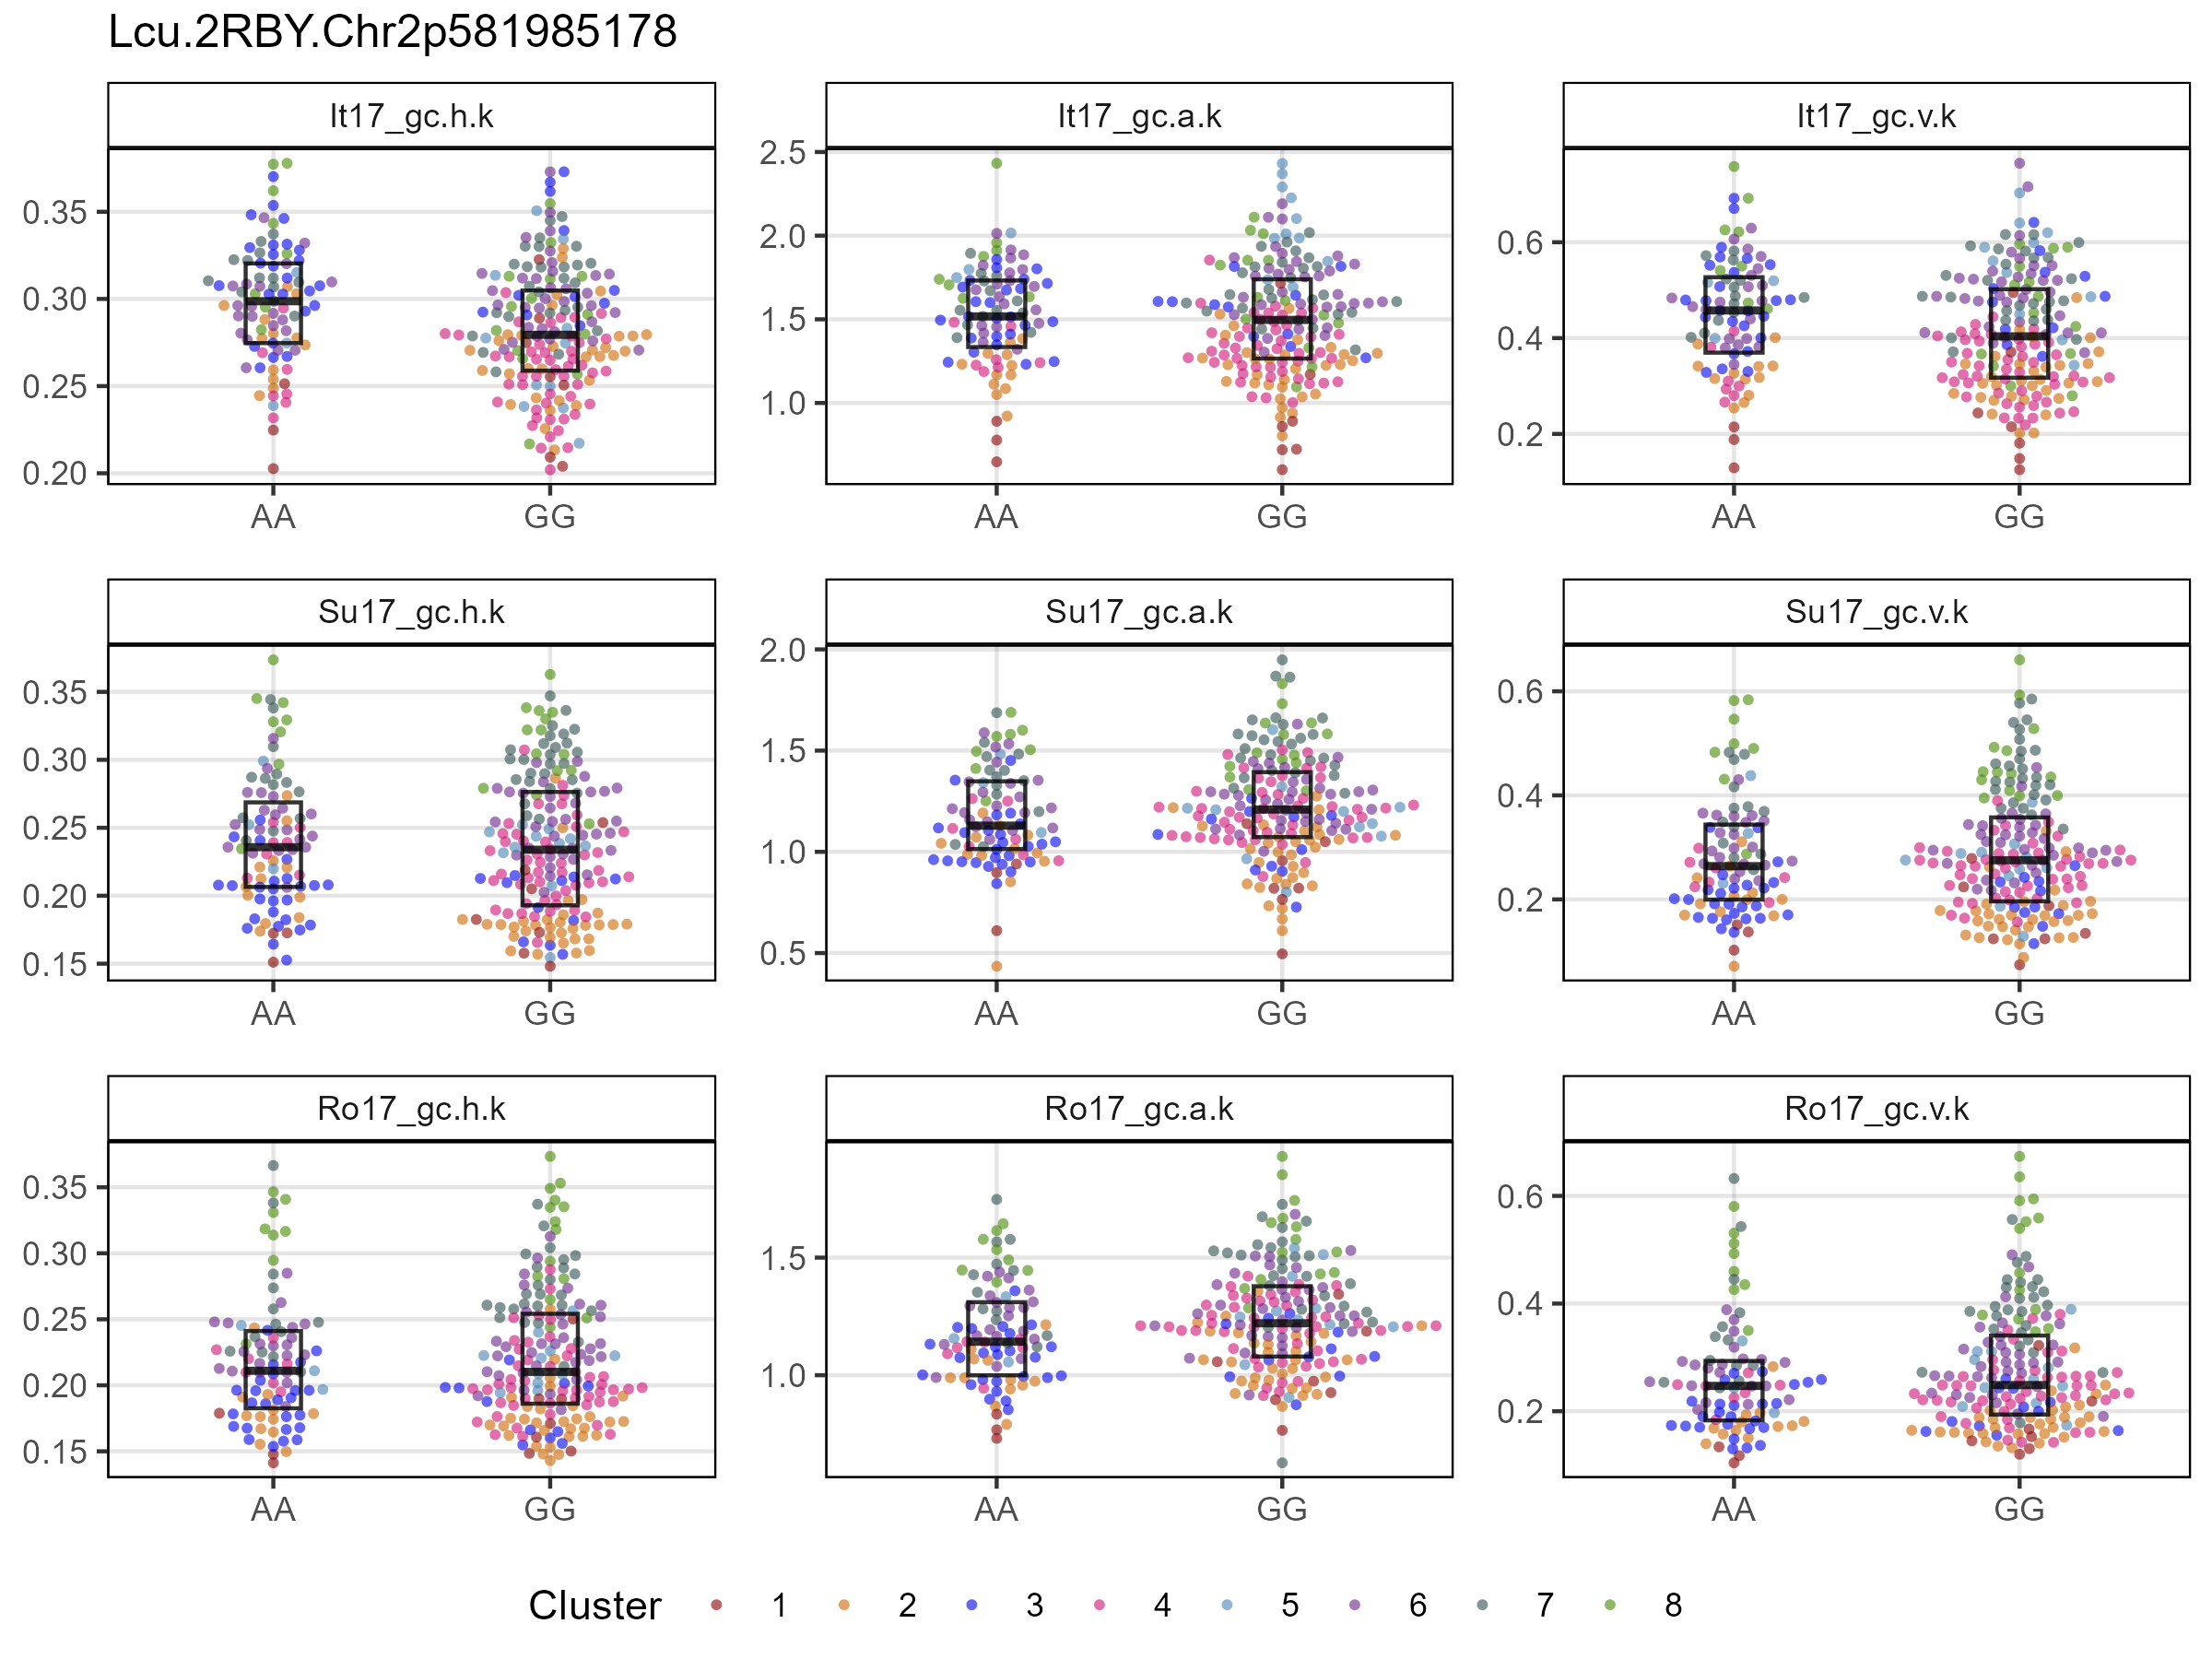 Lcu.2RBY.Chr2p581985178
It17_gc.h.k
It17_gc.a.k
It17_gc.v.k
0.35
0.30
0.25
0.20
2.5
2.0
1.5
1.0
0.6
0.4
0.2
AA GG
AA GG
AA GG
Su17_gc.h.k
Su17_gc.a.k
Su17_gc.v.k
0.35
0.30
0.25
0.20
0.15
2.0
1.5
1.0
0.5
0.6
0.4
0.2
AA GG
AA GG
AA GG
Ro17_gc.h.k
Ro17_gc.a.k
Ro17_gc.v.k
0.35
0.30
0.25
0.20
0.15
1.5
1.0
0.6
0.4
0.2
AA GG
AA GG
AA GG
Cluster 1 2 3 4 5 6 7 8